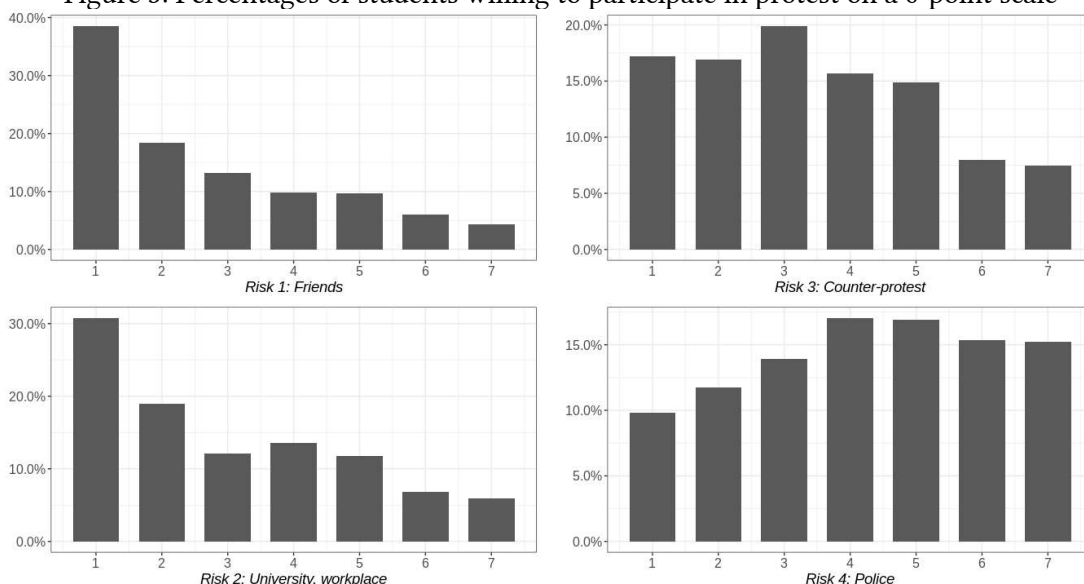 Figure Percentages of students willing to participate in protest on a scale
40.0%
30.0%
20.0%
10.0%
0.0%
1 2 3 4 5 6 7
Risk 1: Friends
20.0%
15.0%
10.0%
5.0%
0.0%
1 2 3 4 5 6 7
Risk 3: Counter-protest
30.0%
20.0%
10.0%
0.0%
1 2 3 4 5 6 7
Risk 2: University, workplace
15.0%
10.0%
5.0%
0.0%
1 2 3 4 5 6 7
Risk 4: Police